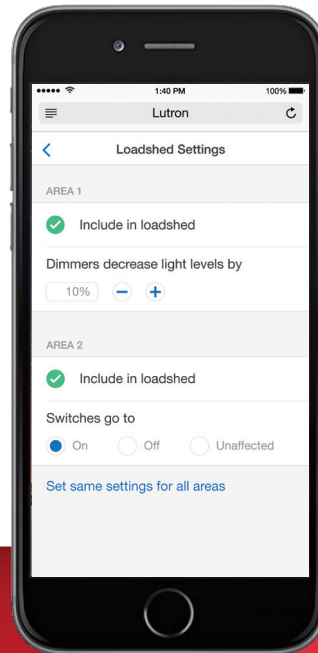 1:40 PM
100%
Lutron
Loadshed Settings
AREA 1
Include in loadshed
Dimmers decrease light levels by
10%
AREA 2
Include in loadshed
Switches go to
On Off Unaffected
Set same settings for all areas